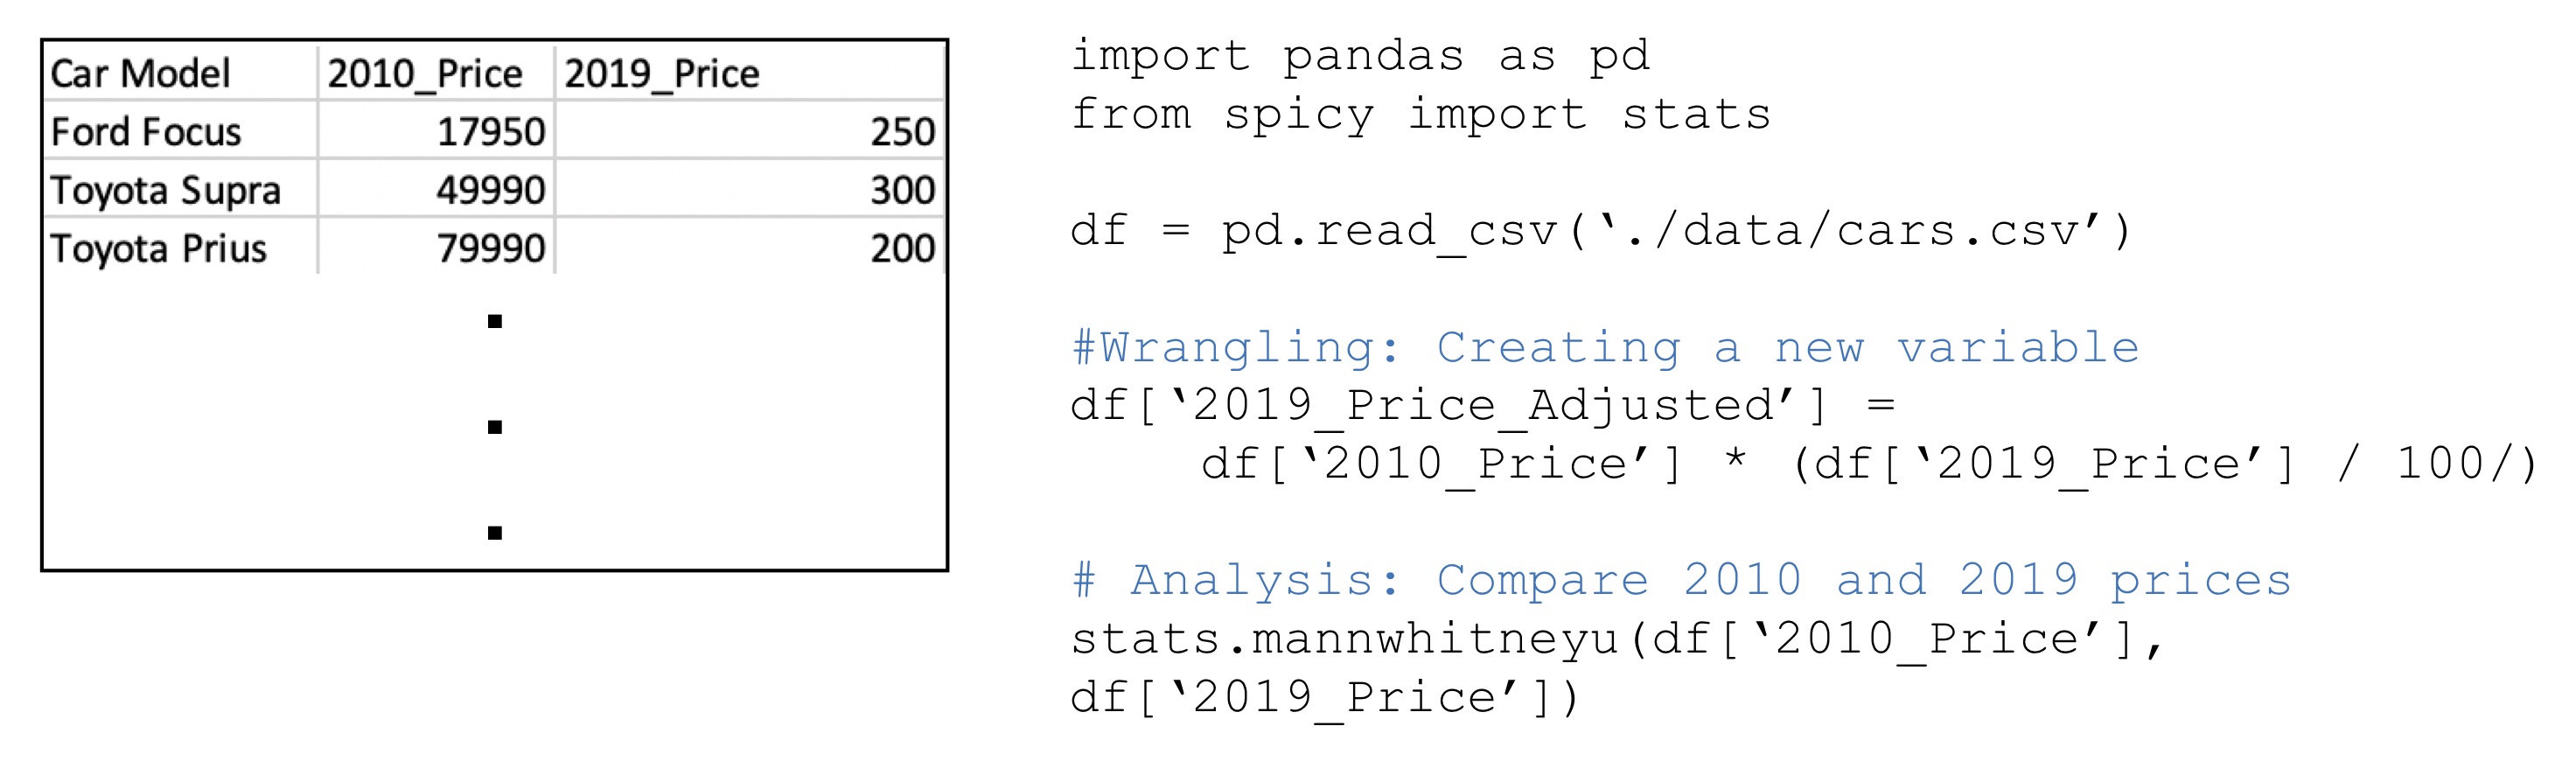 Car Model 2010_Price 2019_Price
Ford Focus 17950 250
Toyota Supra 49990 300
Toyota Prius 79990 200
import pandas as pd
from spicy import stats
df = pd.read_csv(‘./data/cars.csv’)
#Wrangling: Creating a new variable
df[‘2019_Price_Adjusted’] =
df[‘2010_Price’] * (df[‘2019_Price’] / 100/)
# Analysis: Compare 2010 and 2019 prices
stats.mannwhitneyu(df[‘2010_Price’],
df[‘2019_Price’])